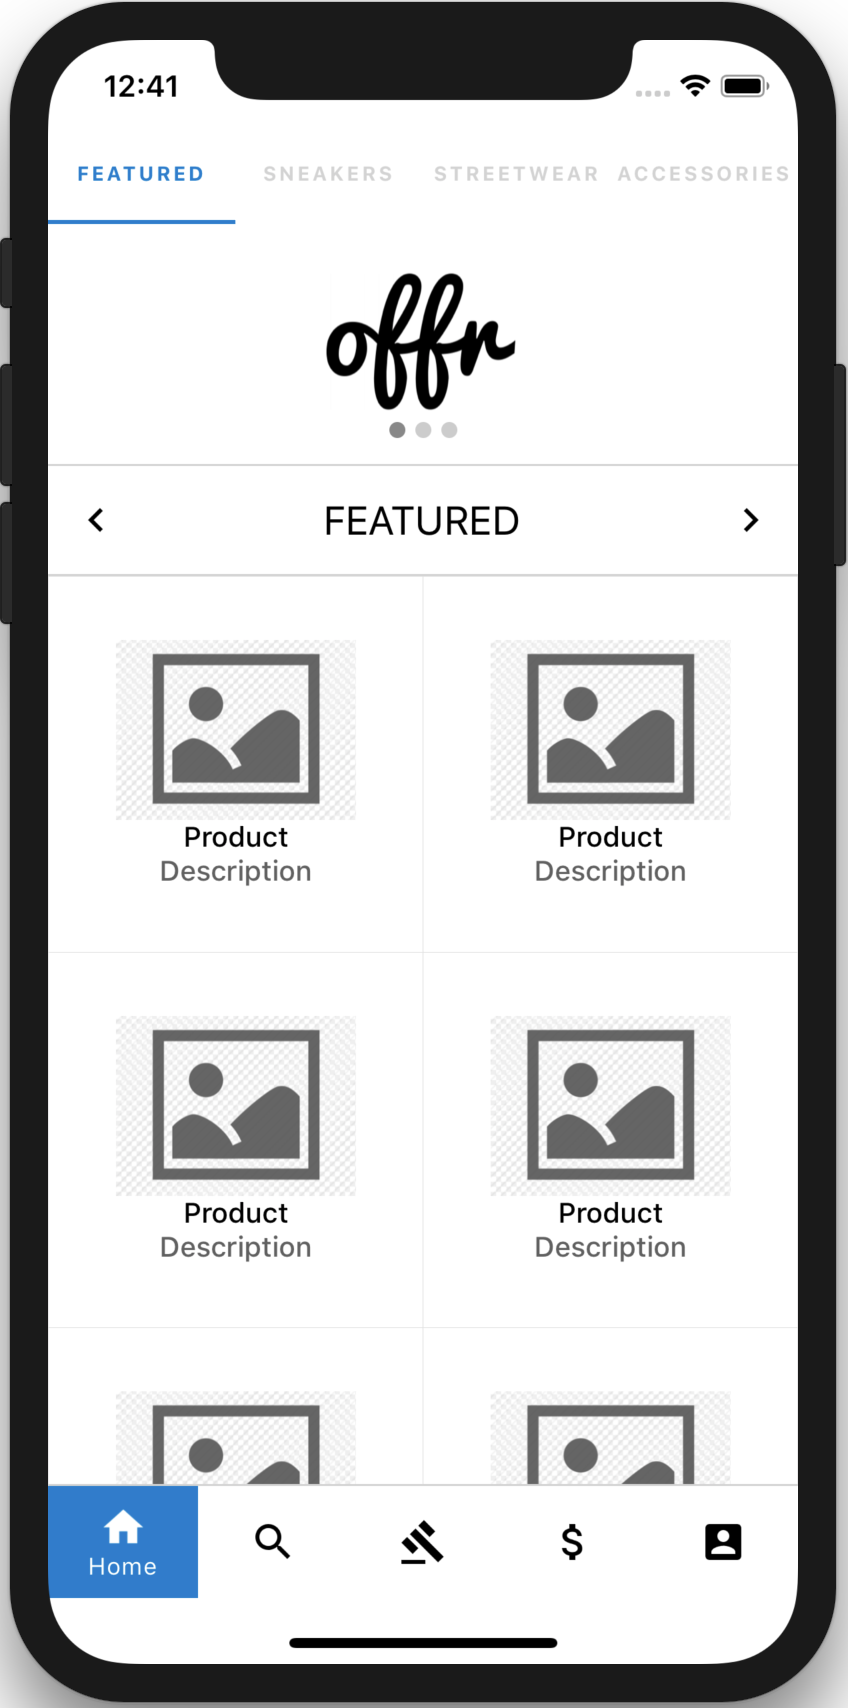 12:41
FEATURED SNEAKERS STREETWEAR ACCESSORIES
offr
FEATURED
Product Product
Description Description
Product Product
Description Description
$
Home